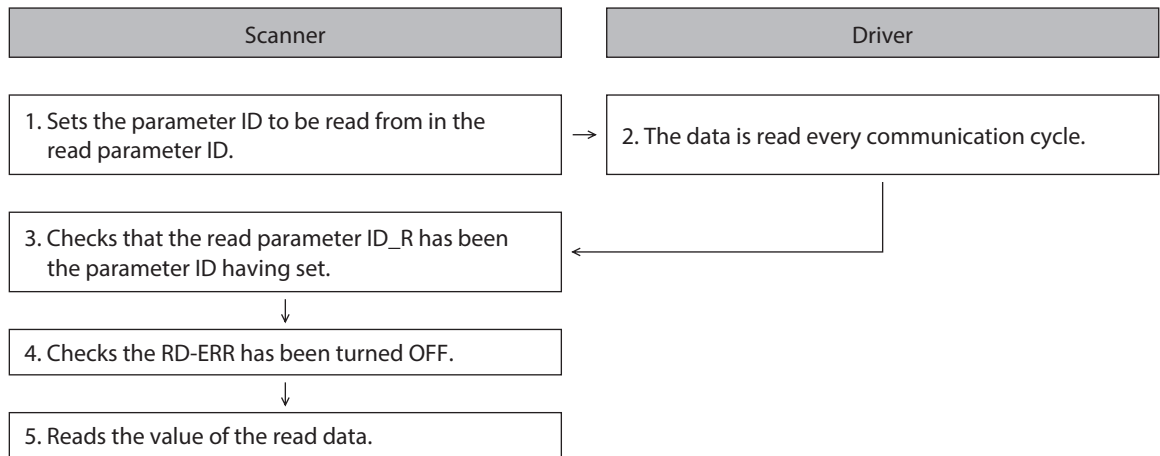 Scanner
Driver
1. Sets the parameter ID to be read from in the
read parameter ID.
2. The data is read every communication cycle.
3. Checks that the read parameter ID_R has been
the parameter ID having set.
4. Checks the RD-ERR has been turned OFF.
5. Reads the value of the read data.